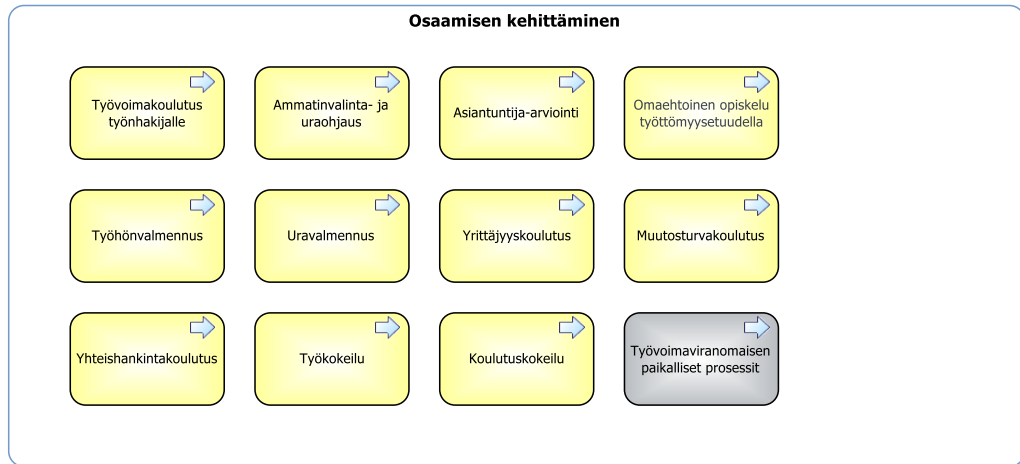 Osaamisen kehittäminen
Työvoimakoulutus
työnhakijalle
Ammatinvalinta- ja
uraohjaus
Asiantuntija-arviointi
Omaehtoinen opiskelu
työttömyysetuudella
Työhönvalmennus
Uravalmennus
Yrittäjyyskoulutus
Muutosturvakoulutus
Yhteishankintakoulutus
Työkokeilu
Koulutuskokeilu
Työvoimaviranomaisen
paikalliset prosessit